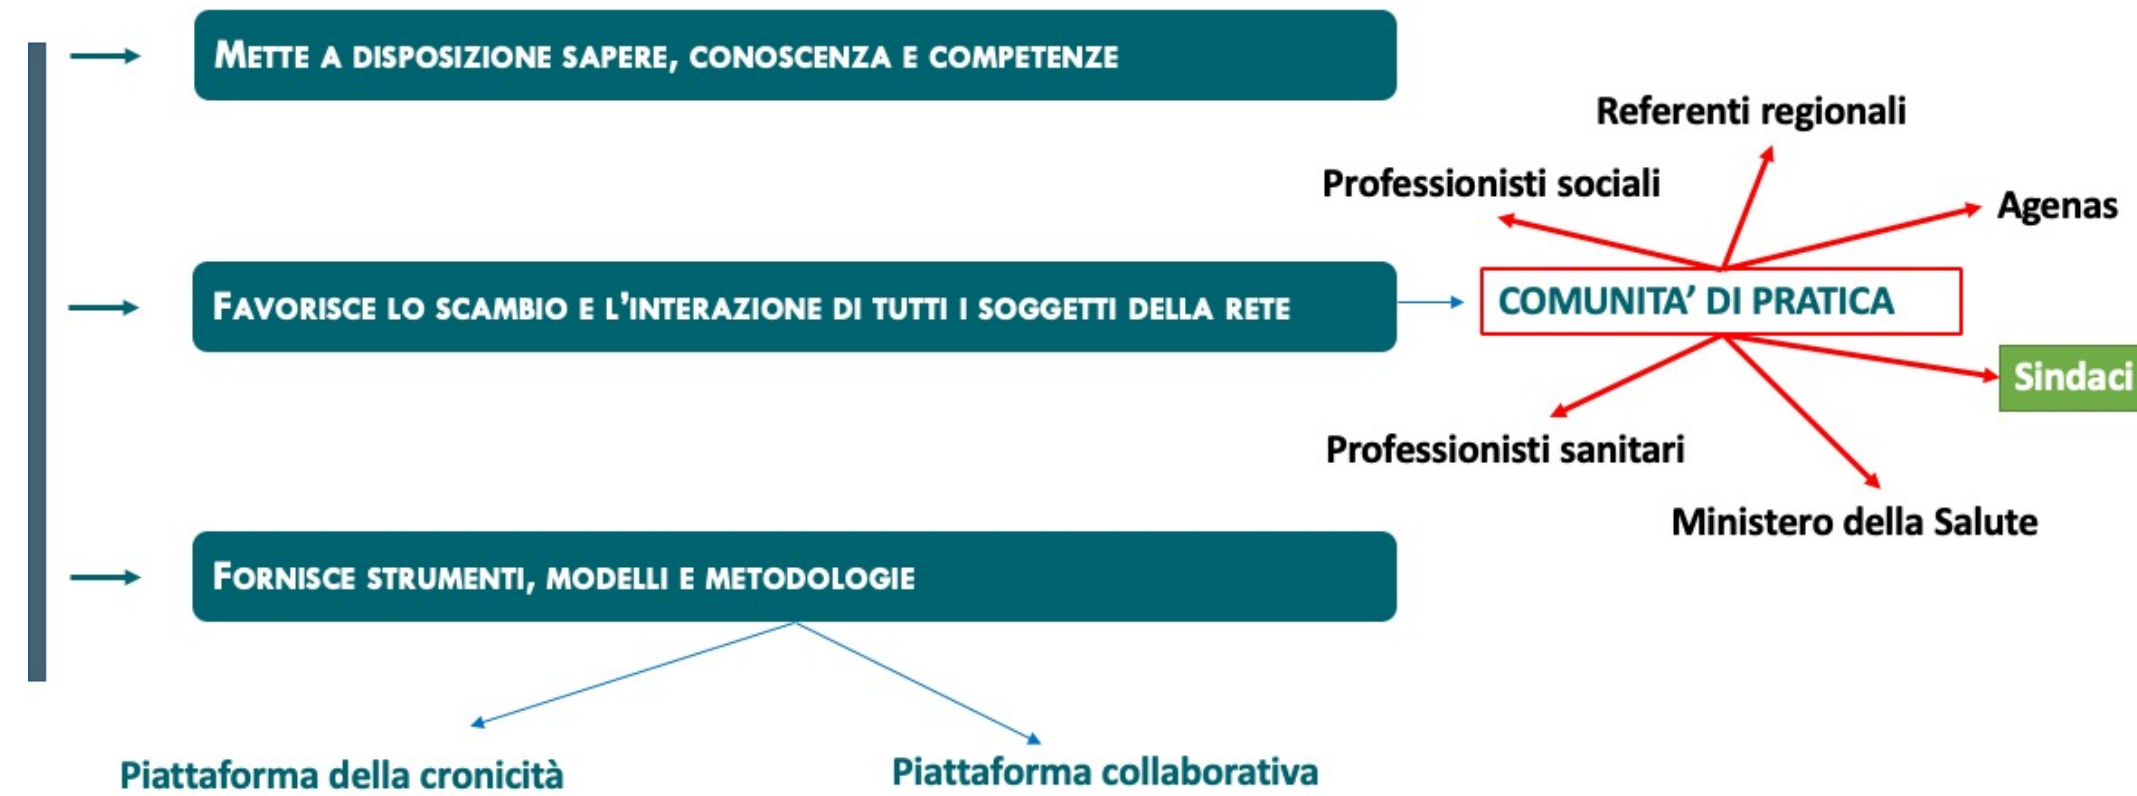 METTE A DISPOSIZIONE SAPERE, CONOSCENZA E COMPETENZE
Referenti regionali
Professionisti sociali
Agenas
FAVORISCE LO SCAMBIO E L'INTERAZIONE DI TUTTI I SOGGETTI DELLA RETE
COMUNITA' DI PRATICA
Sindaci
Professionisti sanitari
Ministero della Salute
FORNISCE STRUMENTI, MODELLI E METODOLOGIE
Piattaforma della cronicità
Piattaforma collaborativa